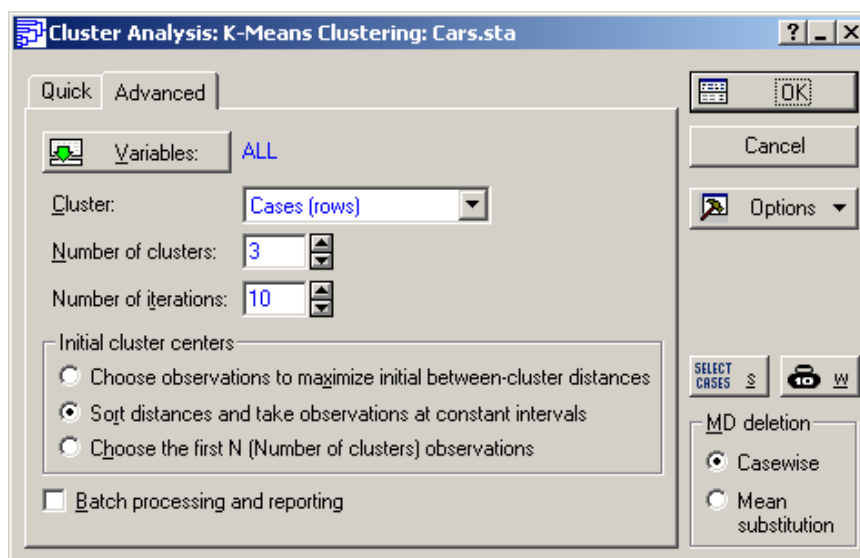 Cluster Analysis: K-Means Clustering: Cars.sta
Quick Advanced
Variables: ALL
Cluster: Cases (rows)
Number of clusters: 3
Number of iterations: 10
Initial cluster centers
Choose observations to maximize initial between-cluster distances
Sort distances and take observations at constant intervals
Choose the first N (Number of clusters) observations
Batch processing and reporting
OK
Cancel
Options
SELECT
CASES S
W
MD deletion
Casewise
Mean
substitution